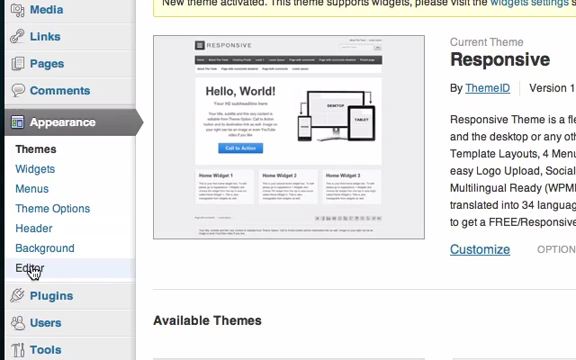 New theme activated. This theme supports widgets, please visit the widgets settings s
Media
Links
Pages
Comments
Appearance
Themes
Widgets
Menus
Theme Options
Header
Background
Editor
Plugins
Users
Tools
RESPONSIVE
Hello, World!
Your H2 subheadline here
Call to Action
DESKTOP
TABLET
Home Widget 1
Home Widget 2
Home Widget 3
Current Theme
Responsive
By ThemeID
Version 1
Responsive Theme is a fle
and the desktop or any oth
Template Layouts, 4 Menu
easy Logo Upload, Social
Multilingual Ready (WPML
translated into 34 languag
to get a FREE/Responsive
Customize
OPTION
Available Themes